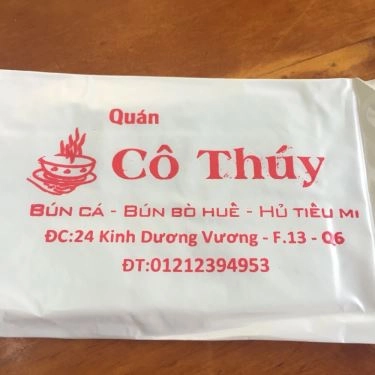 Quán
Cô Thúy
BÚN CÁ - BÚN BÒ HUẾ - HỦ TIẾU MI
ĐC:24 Kinh Dương Vương - F.13 - Q6
ĐT:01212394953